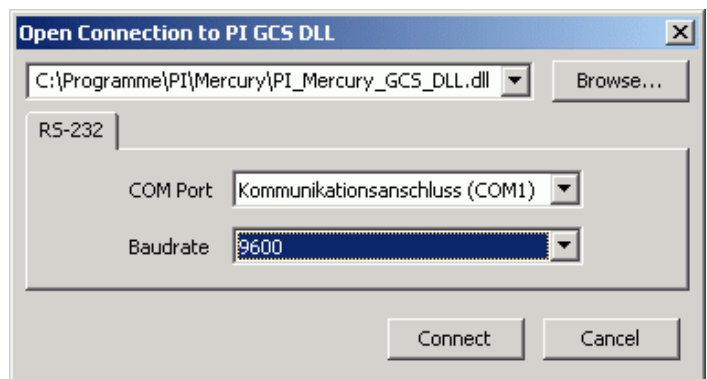 Open Connection to PI GCS DLL
C:\Programme\PI\Mercury\PI_Mercury_GCS_DLL.dll Browse...
RS-232
COM Port Kommunikationsanschluss (COM1)
Baudrate 9600
Connect Cancel